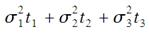 σ₁²t₁ + σ₂²t₂ + σ₃²t₃